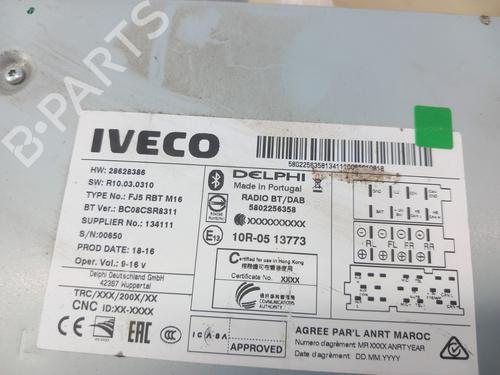 B-PARTS
IVECO
HW: 28628386
SW: R10.03.0310
TYPE No.: FJ5 RBT M16
BT Ver.: BC08CSR8311
SUPPLIER No.: 134111
S/N:00650
PROD DATE: 18-16
Oper. Vol.: 9-16 v
Delphi Deutschland GmbH
42367 Wuppertal
TRC/XXX/200X/XX
CNC ID:XX-XXXX
DELPHI
Made in Portugal
RADIO BT/DAB
5802256358
XXXXXXXXXX
E13 10R-05 13773
Certified for use in Hong Kong
Certificate No. XXXX
COMMUNICATIONS
AUTHORITY
ICASA APPROVED
RL FL FR RR
AGREE PAR'L ANRT MAROC
Numero d'agrément: MR.XXXX ANRT YEAR
Date d'agrément: DD.MM.YYYY